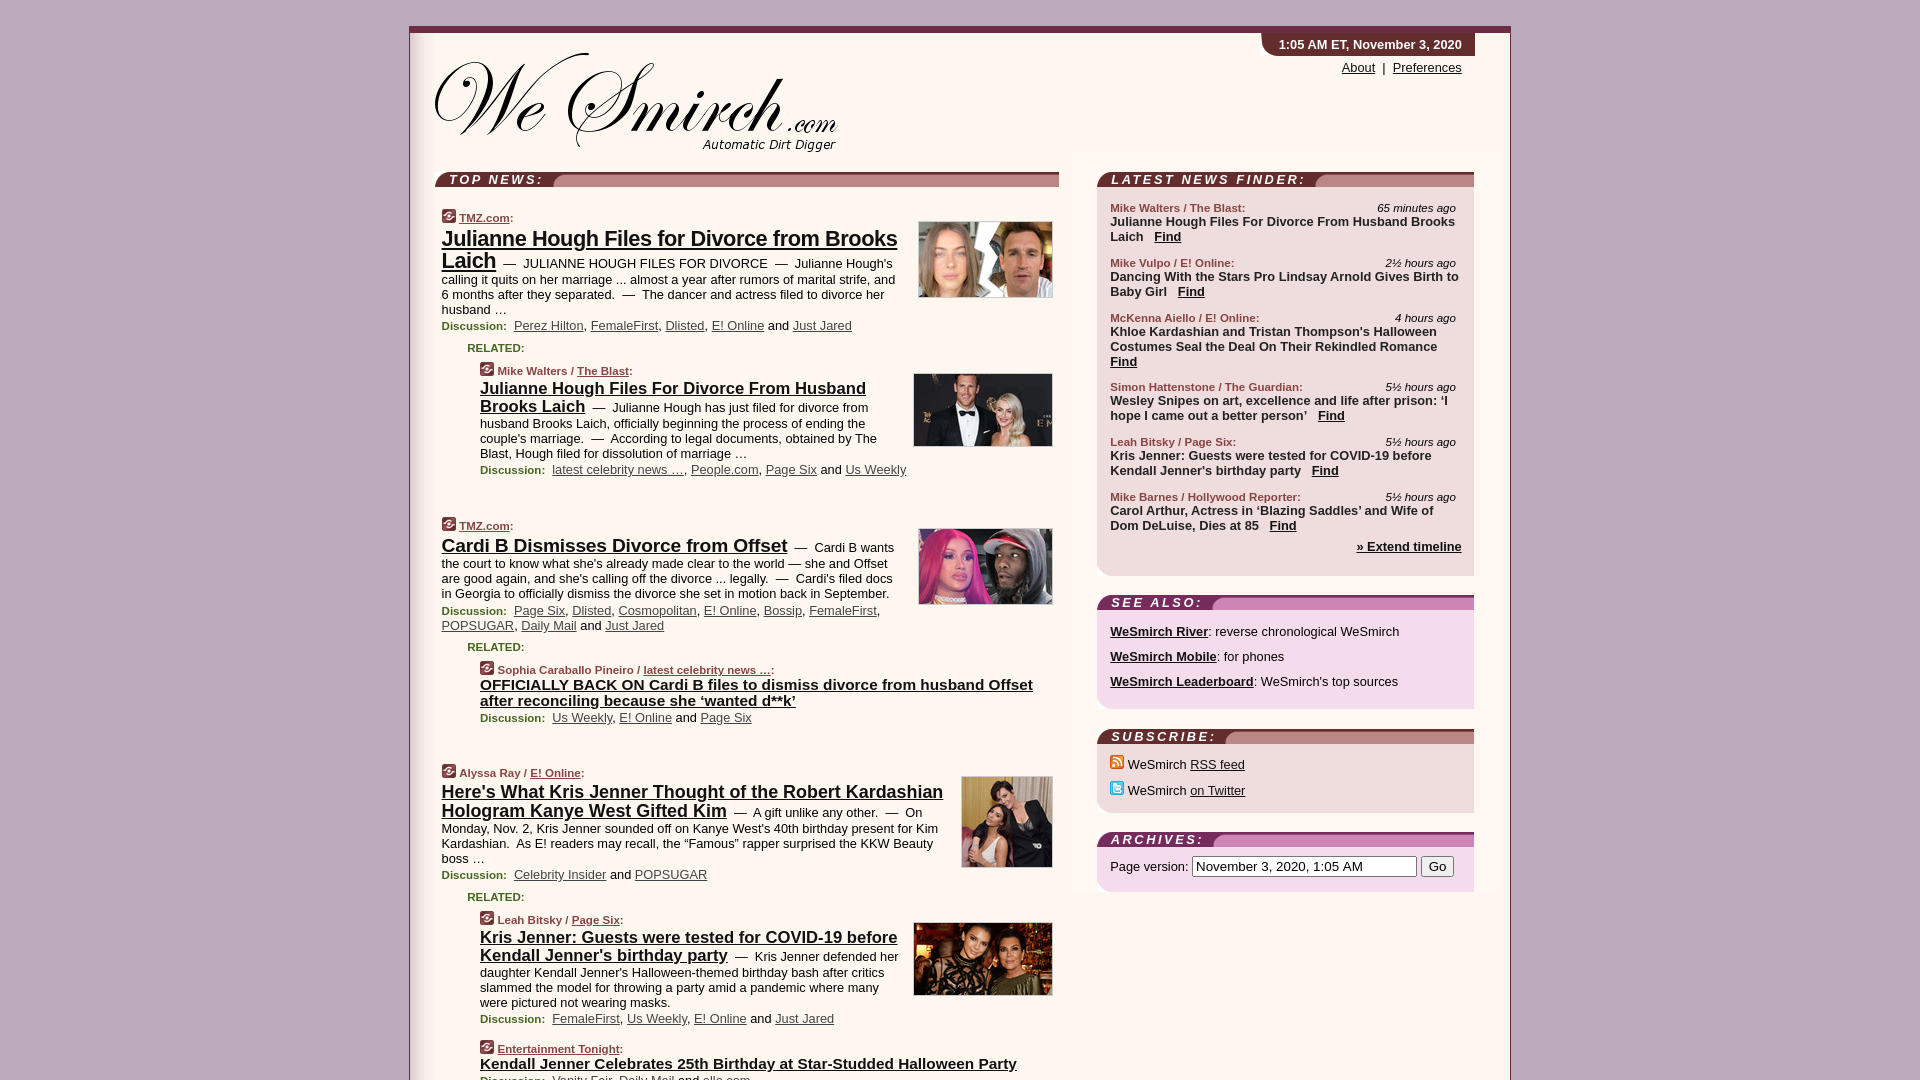 1:05 AM ET, November 3, 2020
About | Preferences
We Smirch.com
Automatic Dirt Digger
TOP NEWS:
TMZ.com:
Julianne Hough Files for Divorce from Brooks
Laich — JULIANNE HOUGH FILES FOR DIVORCE — Julianne Hough's
calling it quits on her marriage ... almost a year after rumors of marital strife, and
6 months after they separated. — The dancer and actress filed to divorce her
husband …
Discussion: Perez Hilton, FemaleFirst, Dlisted, E! Online and Just Jared
RELATED:
Mike Walters / The Blast:
Julianne Hough Files For Divorce From Husband
Brooks Laich — Julianne Hough has just filed for divorce from
husband Brooks Laich, officially beginning the process of ending the
couple's marriage. — According to legal documents, obtained by The
Blast, Hough filed for dissolution of marriage …
Discussion: latest celebrity news …, People.com, Page Six and Us Weekly
TMZ.com:
Cardi B Dismisses Divorce from Offset — Cardi B wants
the court to know what she's already made clear to the world — she and Offset
are good again, and she's calling off the divorce ... legally. — Cardi's filed docs
in Georgia to officially dismiss the divorce she set in motion back in September.
Discussion: Page Six, Dlisted, Cosmopolitan, E! Online, Bossip, FemaleFirst,
POPSUGAR, Daily Mail and Just Jared
RELATED:
Sophia Caraballo Pineiro / latest celebrity news …:
OFFICIALLY BACK ON Cardi B files to dismiss divorce from husband Offset
after reconciling because she ‘wanted d**k’
Discussion: Us Weekly, E! Online and Page Six
Alyssa Ray / E! Online:
Here's What Kris Jenner Thought of the Robert Kardashian
Hologram Kanye West Gifted Kim — A gift unlike any other. — On
Monday, Nov. 2, Kris Jenner sounded off on Kanye West's 40th birthday present for Kim
Kardashian. As E! readers may recall, the “Famous” rapper surprised the KKW Beauty
boss …
Discussion: Celebrity Insider and POPSUGAR
RELATED:
Leah Bitsky / Page Six:
Kris Jenner: Guests were tested for COVID-19 before
Kendall Jenner's birthday party — Kris Jenner defended her
daughter Kendall Jenner's Halloween-themed birthday bash after critics
slammed the model for throwing a party amid a pandemic where many
were pictured not wearing masks.
Discussion: FemaleFirst, Us Weekly, E! Online and Just Jared
Entertainment Tonight:
Kendall Jenner Celebrates 25th Birthday at Star-Studded Halloween Party
Discussion: Vanity Fair, Daily Mail and elle.com
LATEST NEWS FINDER:
Mike Walters / The Blast: 65 minutes ago
Julianne Hough Files For Divorce From Husband Brooks
Laich Find
Mike Vulpo / E! Online: 2½ hours ago
Dancing With the Stars Pro Lindsay Arnold Gives Birth to
Baby Girl Find
McKenna Aiello / E! Online: 4 hours ago
Khloe Kardashian and Tristan Thompson's Halloween
Costumes Seal the Deal On Their Rekindled Romance
Find
Simon Hattenstone / The Guardian: 5½ hours ago
Wesley Snipes on art, excellence and life after prison: ‘I
hope I came out a better person’ Find
Leah Bitsky / Page Six: 5½ hours ago
Kris Jenner: Guests were tested for COVID-19 before
Kendall Jenner's birthday party Find
Mike Barnes / Hollywood Reporter: 5½ hours ago
Carol Arthur, Actress in ‘Blazing Saddles’ and Wife of
Dom DeLuise, Dies at 85 Find
» Extend timeline
SEE ALSO:
WeSmirch River: reverse chronological WeSmirch
WeSmirch Mobile: for phones
WeSmirch Leaderboard: WeSmirch's top sources
SUBSCRIBE:
WeSmirch RSS feed
WeSmirch on Twitter
ARCHIVES:
Page version: November 3, 2020, 1:05 AM Go